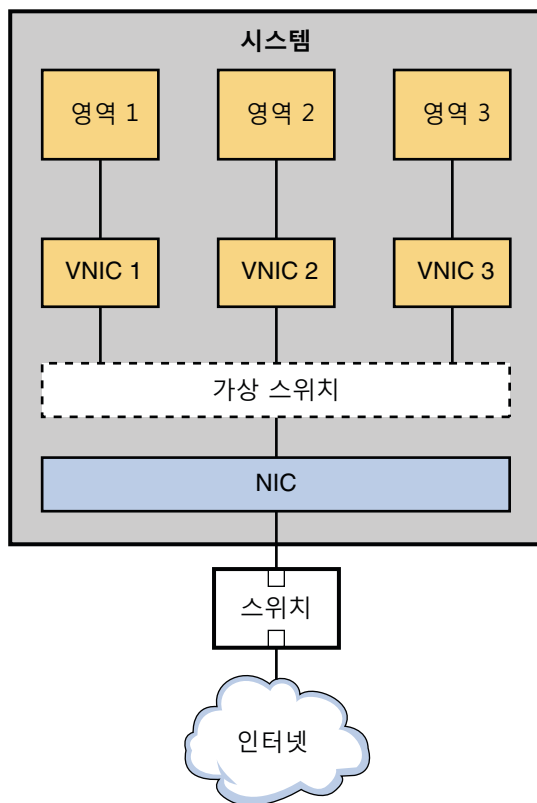 시스템
영역 1
영역 2
영역 3
VNIC 1
VNIC 2
VNIC 3
가상 스위치
NIC
스위치
인터넷